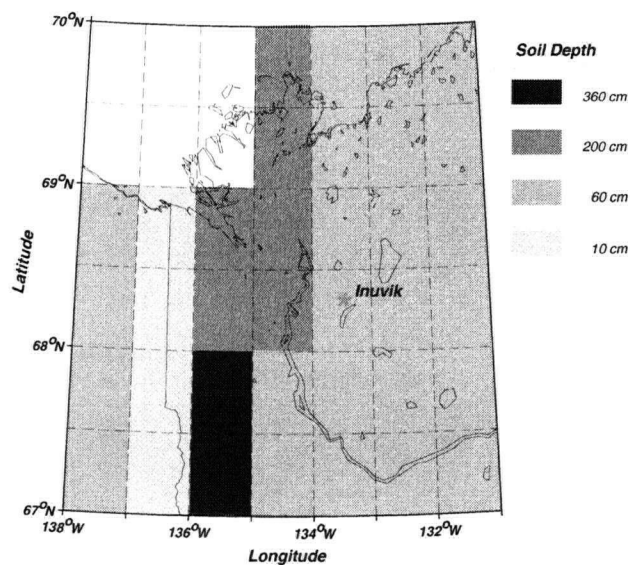 70°N
Soil Depth
360 cm
200 cm
69°N
60 cm
10 cm
Latitude
Inuvik
68°N
67°N
138°W
136°W
134°W
132°W
Longitude